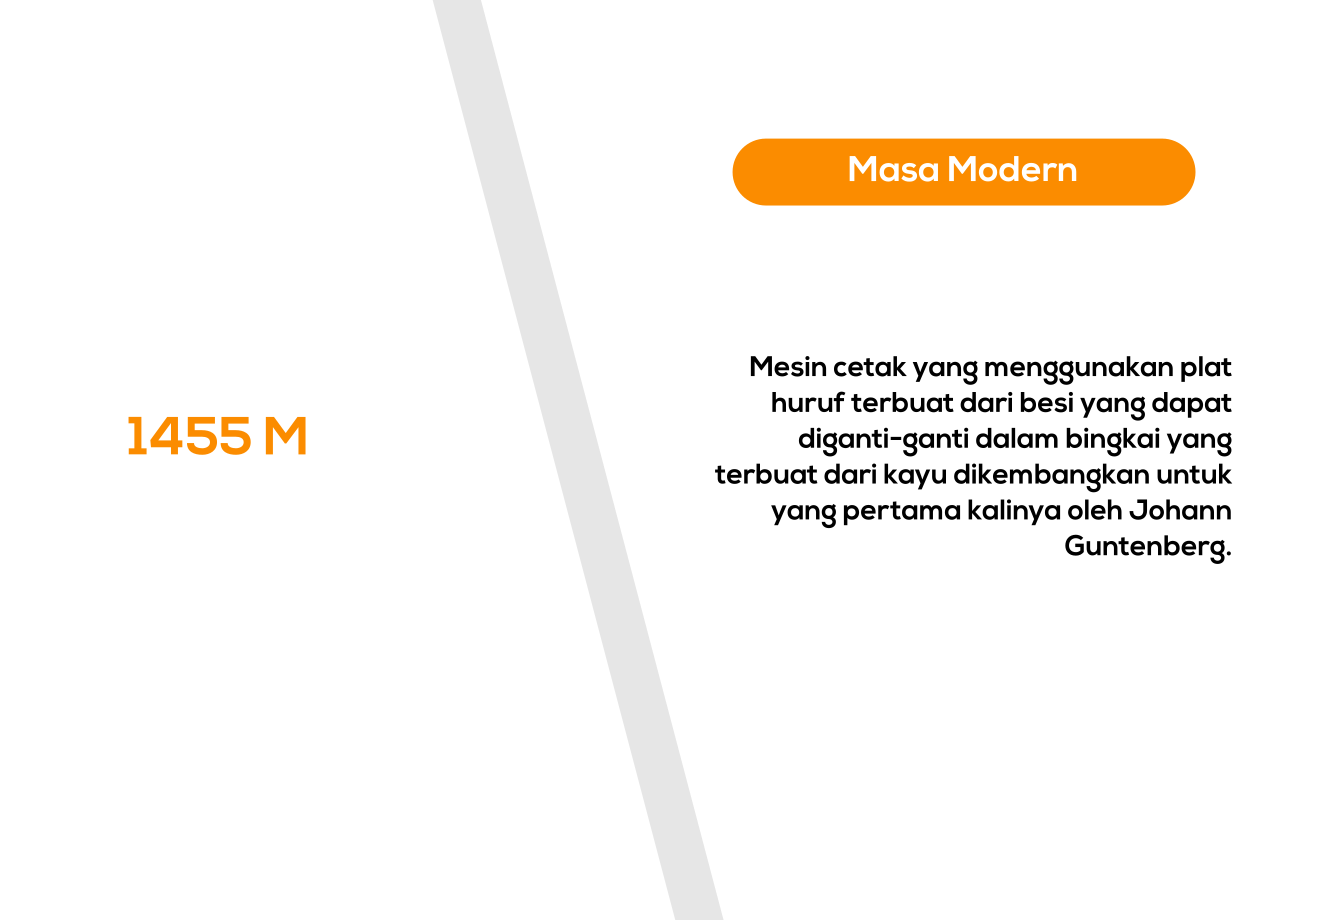 Masa Modern
1455 M
Mesin cetak yang menggunakan plat
huruf terbuat dari besi yang dapat
diganti-ganti dalam bingkai yang
terbuat dari kayu dikembangkan untuk
yang pertama kalinya oleh Johann
Guntenberg.